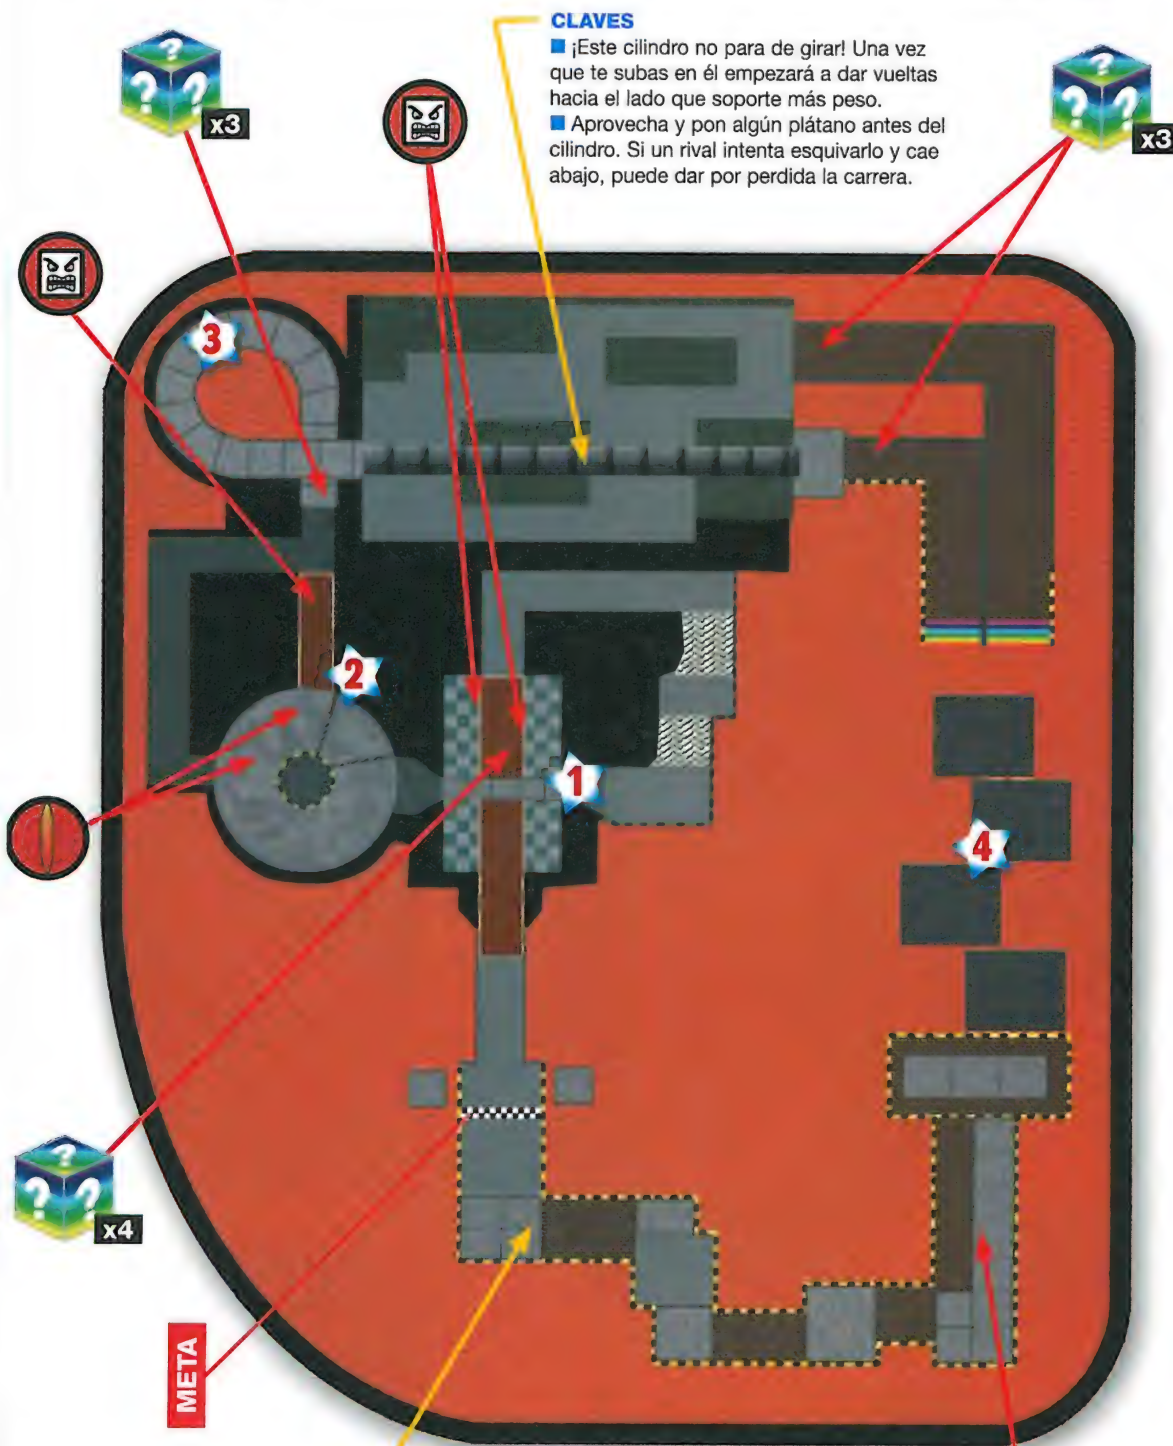 CLAVES
■ ¡Este cilindro no para de girar! Una vez
que te subas en él empezará a dar vueltas
hacia el lado que soporte más peso.
■ Aprovecha y pon algún plátano antes del
cilindro. Si un rival intenta esquivarlo y cae
abajo, puede dar por perdida la carrera.
? ? ?
x3
? ? ?
x3
3
2
1
4
? ? ?
x4
META